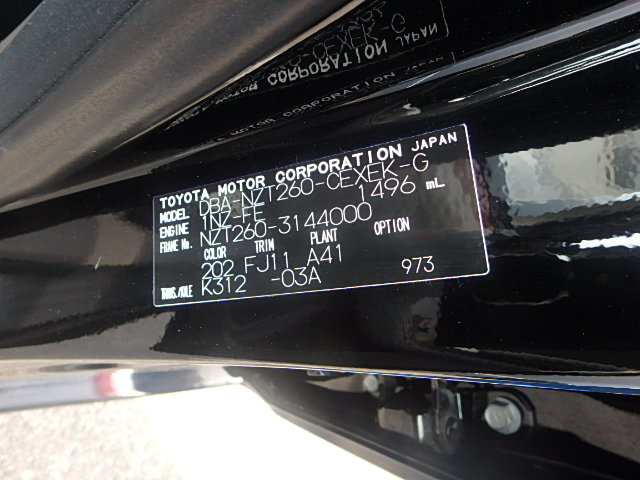 TOYOTA MOTOR CORPORATION JAPAN
MODEL DBA-NZT260-CEXEK-G
ENGINE 1NZ-FE 1496 mL
FRAME No. NZT260-3144000
COLOR TRIM PLANT OPTION
202 FJ11 A41
TRANS./AXLE K312 -03A 973